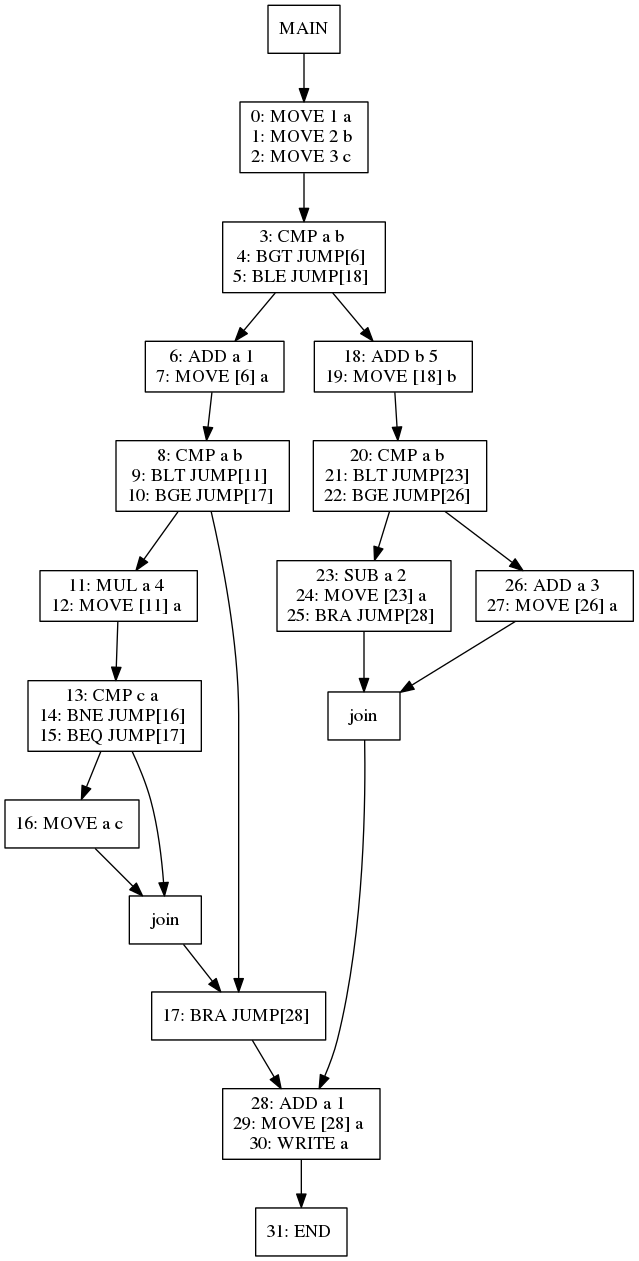 MAIN
0: MOVE 1 a
1: MOVE 2 b
2: MOVE 3 c
3: CMP a b
4: BGT JUMP[6]
5: BLE JUMP[18]
6: ADD a 1
7: MOVE [6] a
18: ADD b 5
19: MOVE [18] b
8: CMP a b
9: BLT JUMP[11]
10: BGE JUMP[17]
20: CMP a b
21: BLT JUMP[23]
22: BGE JUMP[26]
11: MUL a 4
12: MOVE [11] a
23: SUB a 2
24: MOVE [23] a
25: BRA JUMP[28]
26: ADD a 3
27: MOVE [26] a
13: CMP c a
14: BNE JUMP[16]
15: BEQ JUMP[17]
join
16: MOVE a c
join
17: BRA JUMP[28]
28: ADD a 1
29: MOVE [28] a
30: WRITE a
31: END